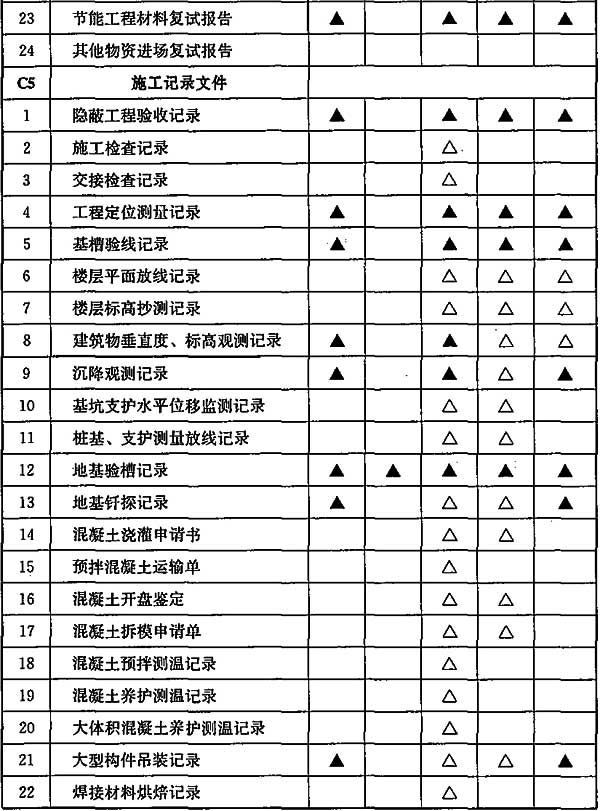 23 节能工程材料复试报告 ▲ ▲ ▲ ▲
24 其他物资进场复试报告
C5 施工记录文件
1 隐蔽工程验收记录 ▲ ▲ ▲ ▲
2 施工检查记录 △
3 交接检查记录 △
4 工程定位测量记录 ▲ ▲ ▲ ▲
5 基槽验线记录 ▲ ▲ ▲ ▲
6 楼层平面放线记录 △ △ △
7 楼层标高抄测记录 △ △ △
8 建筑物垂直度、标高观测记录 ▲ ▲ △ △
9 沉降观测记录 ▲ ▲ △ ▲
10 基坑支护水平位移监测记录 △ △
11 桩基、支护测量放线记录 △ △
12 地基验槽记录 ▲ ▲ ▲ ▲ ▲
13 地基钎探记录 ▲ △ △ ▲
14 混凝土浇灌申请书 △ △
15 预拌混凝土运输单 △
16 混凝土开盘鉴定 △ △
17 混凝土拆模申请单 △ △
18 混凝土预拌测温记录 △
19 混凝土养护测温记录 △
20 大体积混凝土养护测温记录 △
21 大型构件吊装记录 ▲ △ △ ▲
22 焊接材料烘焙记录 △